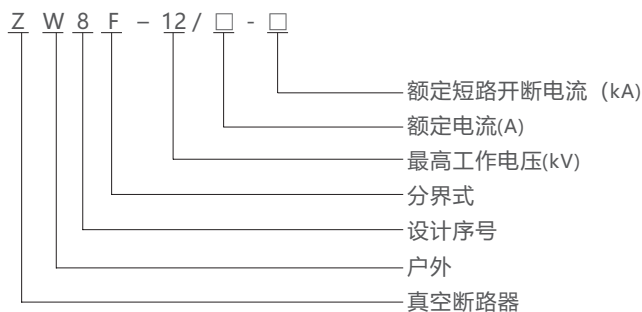 Z W 8 F – 12 / □ - □
额定短路开断电流（kA)
额定电流(A)
最高工作电压(kV)
分界式
设计序号
户外
真空断路器